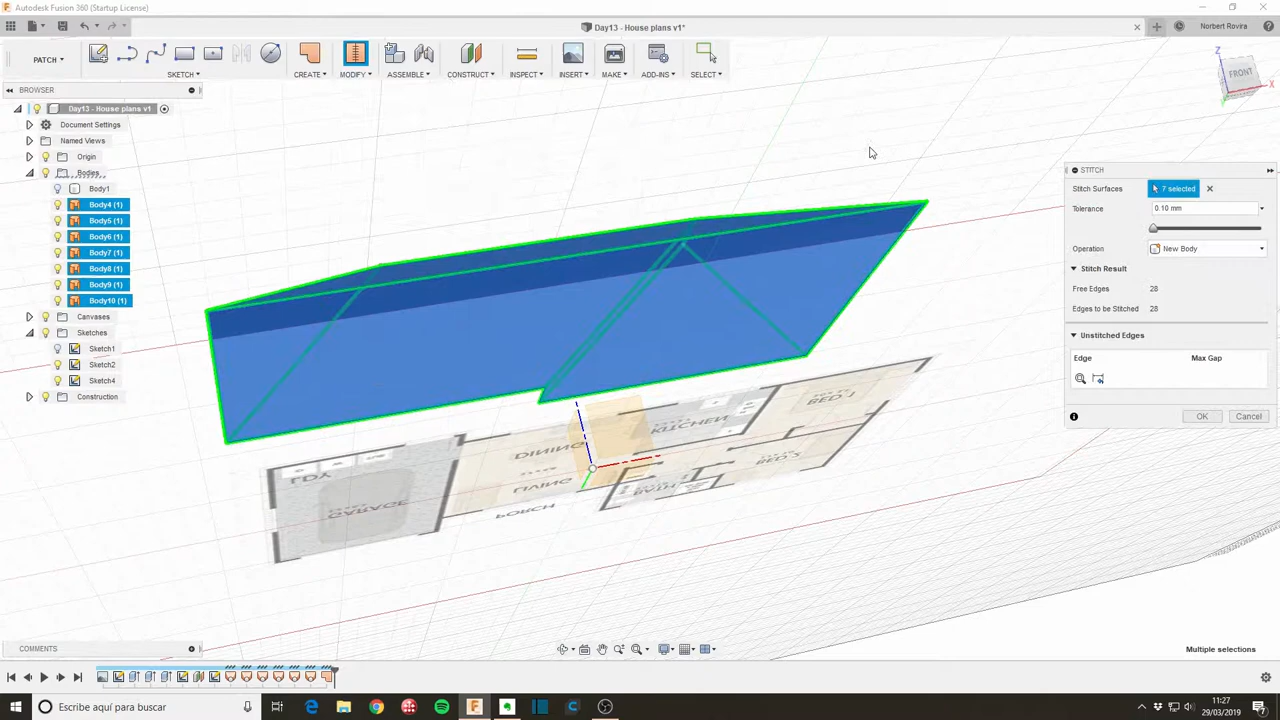 Autodesk Fusion 360 (Startup License)
Day13 - House plans v1*
Norbert Rovira
PATCH
SKETCH
CREATE
MODIFY
ASSEMBLE
CONSTRUCT
INSPECT
INSERT
MAKE
ADD-INS
SELECT
BROWSER
Day13 - House plans v1
Document Settings
Named Views
Origin
Bodies
Body1
Body4 (1)
Body5 (1)
Body6 (1)
Body7 (1)
Body8 (1)
Body9 (1)
Body10 (1)
Canvases
Sketches
Sketch1
Sketch2
Sketch4
Construction
Z
FRONT
X
STITCH
Stitch Surfaces 7 selected
Tolerance 0.10 mm
Operation New Body
Stitch Result
Free Edges 28
Edges to be Stitched 28
Unstitched Edges
Edge Max Gap
OK Cancel
LDY
DINING
KITCHEN
BED 1
GARAGE
LIVING
PORCH
BATH
BED 2
COMMENTS
Multiple selections
Escribe aquí para buscar
11:27
29/03/2019